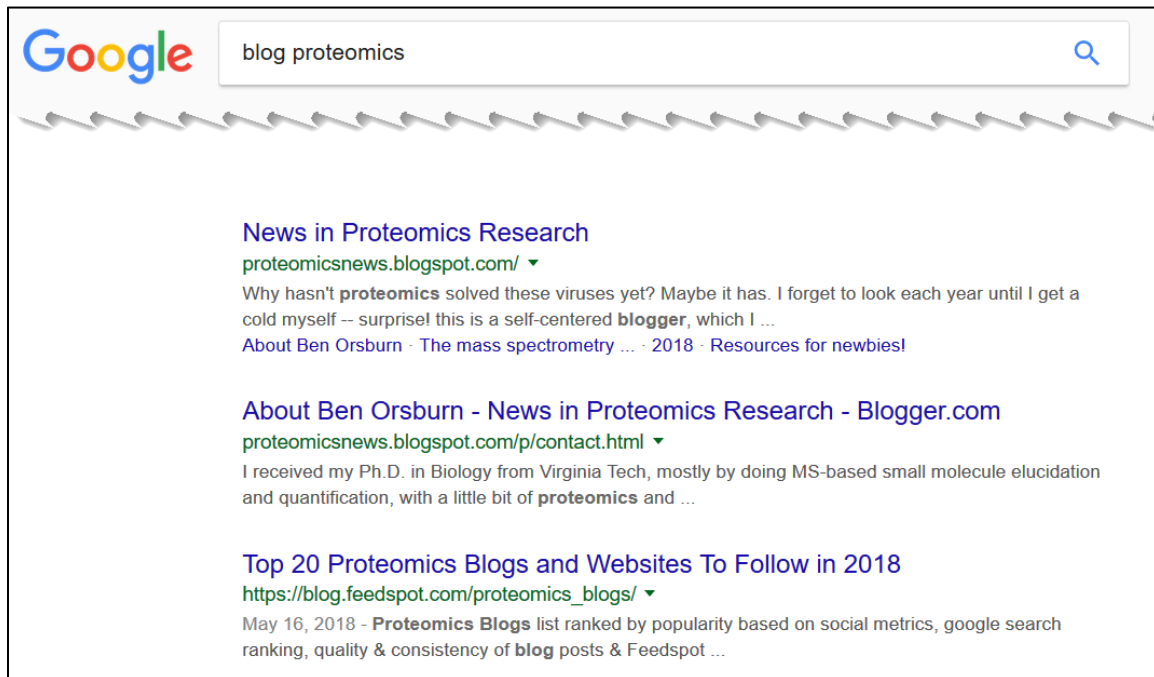 Google
blog proteomics
News in Proteomics Research
proteomicsnews.blogspot.com/
Why hasn't proteomics solved these viruses yet? Maybe it has. I forget to look each year until I get a
cold myself -- surprise! this is a self-centered blogger, which I ...
About Ben Orsburn · The mass spectrometry ... · 2018 · Resources for newbies!
About Ben Orsburn - News in Proteomics Research - Blogger.com
proteomicsnews.blogspot.com/p/contact.html
I received my Ph.D. in Biology from Virginia Tech, mostly by doing MS-based small molecule elucidation
and quantification, with a little bit of proteomics and ...
Top 20 Proteomics Blogs and Websites To Follow in 2018
https://blog.feedspot.com/proteomics_blogs/
May 16, 2018 - Proteomics Blogs list ranked by popularity based on social metrics, google search
ranking, quality & consistency of blog posts & Feedspot ...